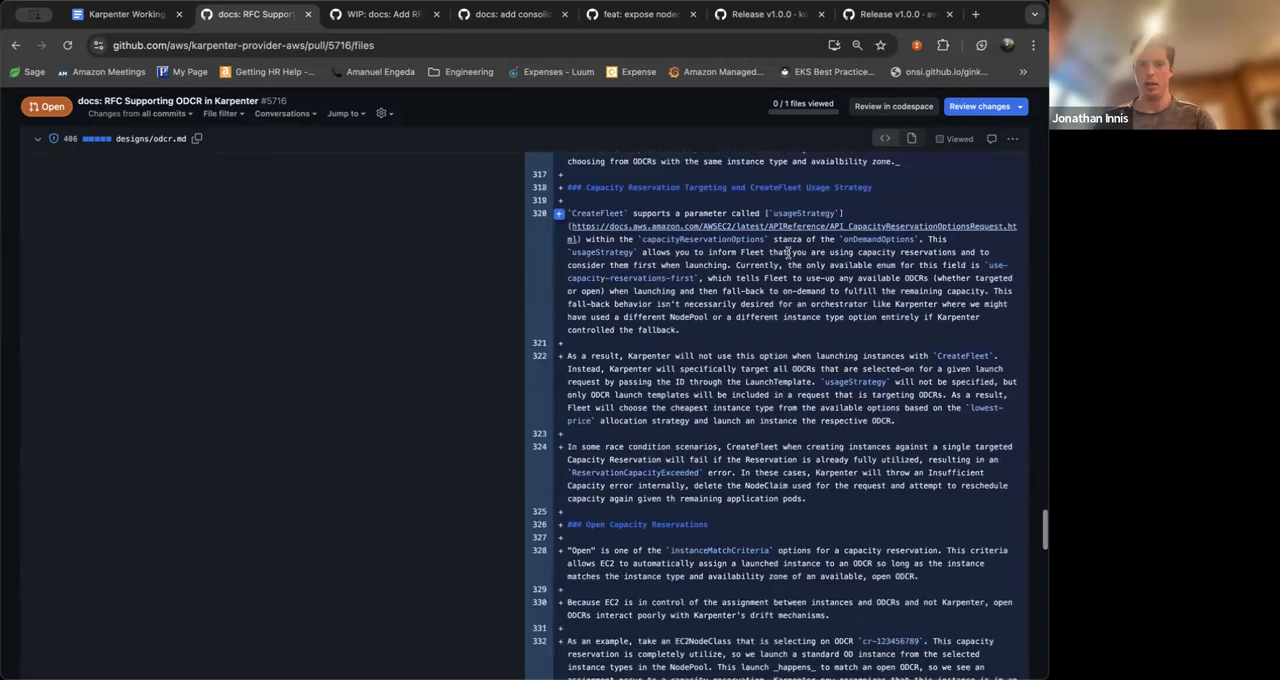 Karpenter Working
docs: RFC Support
WIP: docs: Add RF
docs: add consolid
feat: expose node
Release v1.0.0 · ku
Release v1.0.0 · aw
github.com/aws/karpenter-provider-aws/pull/5716/files
Sage
Amazon Meetings
My Page
Getting HR Help -...
Amanuel Engeda
Engineering
Expenses - Luum
Expense
Amazon Managed...
EKS Best Practice...
onsi.github.io/gink...
Open
docs: RFC Supporting ODCR in Karpenter #5716
Changes from all commits
File filter
Conversations
Jump to
0 / 1 files viewed
Review in codespace
Review changes
406
designs/odcr.md
Viewed
choosing from ODCRs with the same instance type and avaialbility zone._
317 +
318 + ### Capacity Reservation Targeting and CreateFleet Usage Strategy
319 +
320 + `CreateFleet` supports a parameter called [`usageStrategy`]
(https://docs.aws.amazon.com/AWSEC2/latest/APIReference/API_CapacityReservationOptionsRequest.ht
ml) within the `capacityReservationOptions` stanza of the `onDemandOptions`. This
`usageStrategy` allows you to inform Fleet that you are using capacity reservations and to
consider them first when launching. Currently, the only available enum for this field is `use-
capacity-reservations-first`, which tells Fleet to use-up any available ODCRs (whether targeted
or open) when launching and then fall-back to on-demand to fulfill the remaining capacity. This
fall-back behavior isn't necessarily desired for an orchestrator like Karpenter where we might
have used a different NodePool or a different instance type option entirely if Karpenter
controlled the fallback.
321 +
322 + As a result, Karpenter will not use this option when launching instances with `CreateFleet`.
Instead, Karpenter will specifically target all ODCRs that are selected-on for a given launch
request by passing the ID through the LaunchTemplate. `usageStrategy` will not be specified, but
only ODCR launch templates will be included in a request that is targeting ODCRs. As a result,
Fleet will choose the cheapest instance type from the available options based on the `lowest-
price` allocation strategy and launch an instance the respective ODCR.
323 +
324 + In some race condition scenarios, CreateFleet when creating instances against a single targeted
Capacity Reservation will fail if the Reservation is already fully utilized, resulting in an
`ReservationCapacityExceeded` error. In these cases, Karpenter will throw an Insufficient
Capacity error internally, delete the NodeClaim used for the request and attempt to reschedule
capacity again given th remaining application pods.
325 +
326 + ### Open Capacity Reservations
327 +
328 + "Open" is one of the `instanceMatchCriteria` options for a capacity reservation. This criteria
allows EC2 to automatically assign a launched instance to an ODCR so long as the instance
matches the instance type and availability zone of an available, open ODCR.
329 +
330 + Because EC2 is in control of the assignment between instances and ODCRs and not Karpenter, open
ODCRs interact poorly with Karpenter's drift mechanisms.
331 +
332 + As an example, take an EC2NodeClass that is selecting on ODCR `cr-123456789`. This capacity
reservation is completely utilize, so we launch a standard OD instance from the selected
instance types in the NodePool. This launch _happens_ to match an open ODCR, so we see an
Jonathan Innis